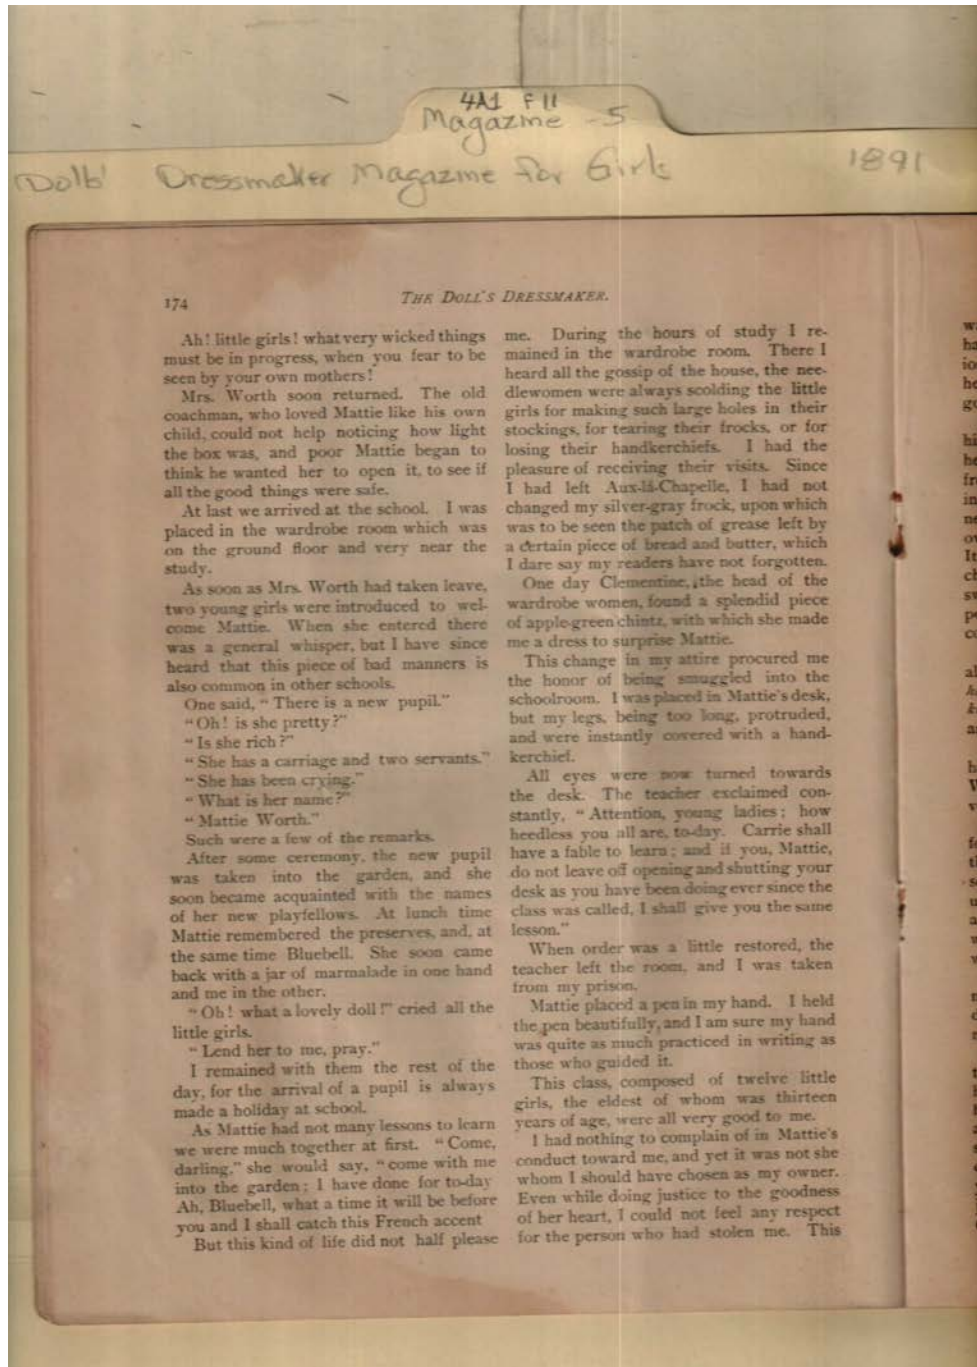 4A1 F11
Magazine - 5
Dolls' Dressmaker Magazine for Girls 1891
174
THE DOLL'S DRESSMAKER.
Ah! little girls! what very wicked things
must be in progress, when you fear to be
seen by your own mothers!
Mrs. Worth soon returned. The old
coachman, who loved Mattie like his own
child, could not help noticing how light
the box was, and poor Mattie began to
think he wanted her to open it, to see if
all the good things were safe.
At last we arrived at the school. I was
placed in the wardrobe room which was
on the ground floor and very near the
study.
As soon as Mrs. Worth had taken leave,
two young girls were introduced to wel-
come Mattie. When she entered there
was a general whisper, but I have since
heard that this piece of bad manners is
also common in other schools.
One said, "There is a new pupil."
"Oh! is she pretty?"
"Is she rich?"
"She has a carriage and two servants."
"She has been crying."
"What is her name?"
"Mattie Worth."
Such were a few of the remarks.
After some ceremony, the new pupil
was taken into the garden, and she
soon became acquainted with the names
of her new playfellows. At lunch time
Mattie remembered the preserves, and, at
the same time Bluebell. She soon came
back with a jar of marmalade in one hand
and me in the other.
"Oh! what a lovely doll!" cried all the
little girls.
"Lend her to me, pray."
I remained with them the rest of the
day, for the arrival of a pupil is always
made a holiday at school.
As Mattie had not many lessons to learn
we were much together at first. "Come,
darling," she would say, "come with me
into the garden; I have done for to-day
Ah, Bluebell, what a time it will be before
you and I shall catch this French accent
But this kind of life did not half please
me. During the hours of study I re-
mained in the wardrobe room. There I
heard all the gossip of the house, the nee-
dlewomen were always scolding the little
girls for making such large holes in their
stockings, for tearing their frocks, or for
losing their handkerchiefs. I had the
pleasure of receiving their visits. Since
I had left Aux-lá-Chapelle, I had not
changed my silver-gray frock, upon which
was to be seen the patch of grease left by
a certain piece of bread and butter, which
I dare say my readers have not forgotten.
One day Clementine, the head of the
wardrobe women, found a splendid piece
of apple-green chintz, with which she made
me a dress to surprise Mattie.
This change in my attire procured me
the honor of being smuggled into the
schoolroom. I was placed in Mattie's desk,
but my legs, being too long, protruded,
and were instantly covered with a hand-
kerchief.
All eyes were now turned towards
the desk. The teacher exclaimed con-
stantly, "Attention, young ladies; how
heedless you all are, to-day. Carrie shall
have a fable to learn; and if you, Mattie,
do not leave off opening and shutting your
desk as you have been doing ever since the
class was called, I shall give you the same
lesson."
When order was a little restored, the
teacher left the room, and I was taken
from my prison.
Mattie placed a pen in my hand. I held
the pen beautifully, and I am sure my hand
was quite as much practiced in writing as
those who guided it.
This class, composed of twelve little
girls, the eldest of whom was thirteen
years of age, were all very good to me.
I had nothing to complain of in Mattie's
conduct toward me, and yet it was not she
whom I should have chosen as my owner.
Even while doing justice to the goodness
of her heart, I could not feel any respect
for the person who had stolen me. This